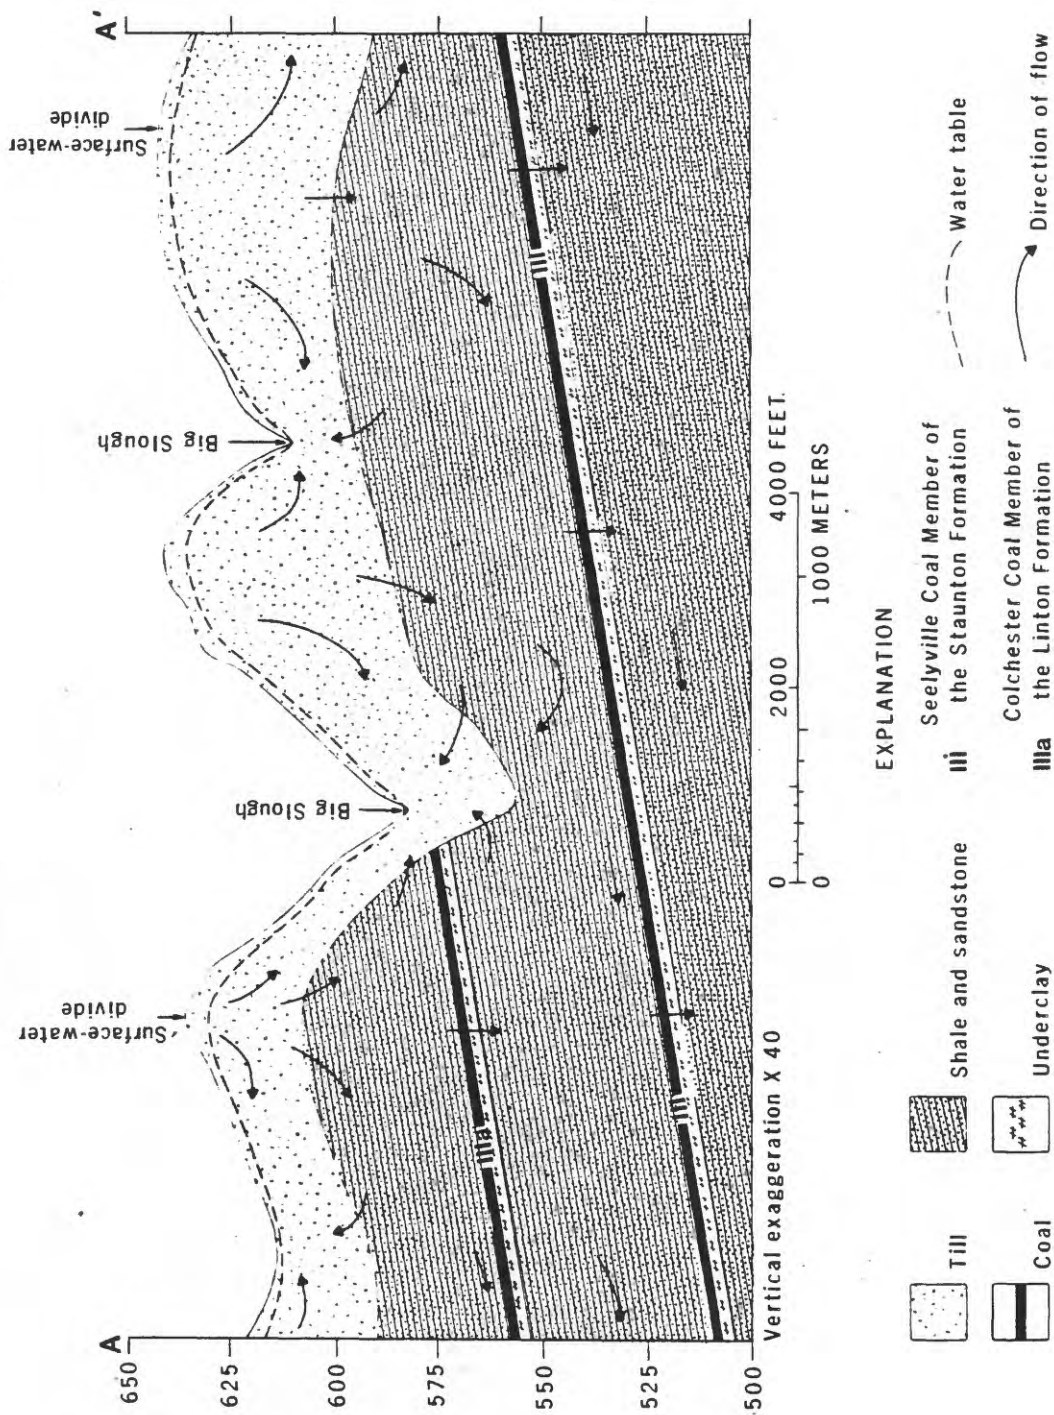 A
A'
650
625
600
575
550
525
500
Surface-water
divide
Big Slough
Big Slough
Surface-water
divide
IIIa
III
III
Vertical exaggeration X 40
0 2000 4000 FEET.
0 1000 METERS
EXPLANATION
Till
Shale and sandstone
III Seelyville Coal Member of
the Staunton Formation
Water table
Coal
Underclay
IIIa Colchester Coal Member of
the Linton Formation
Direction of flow